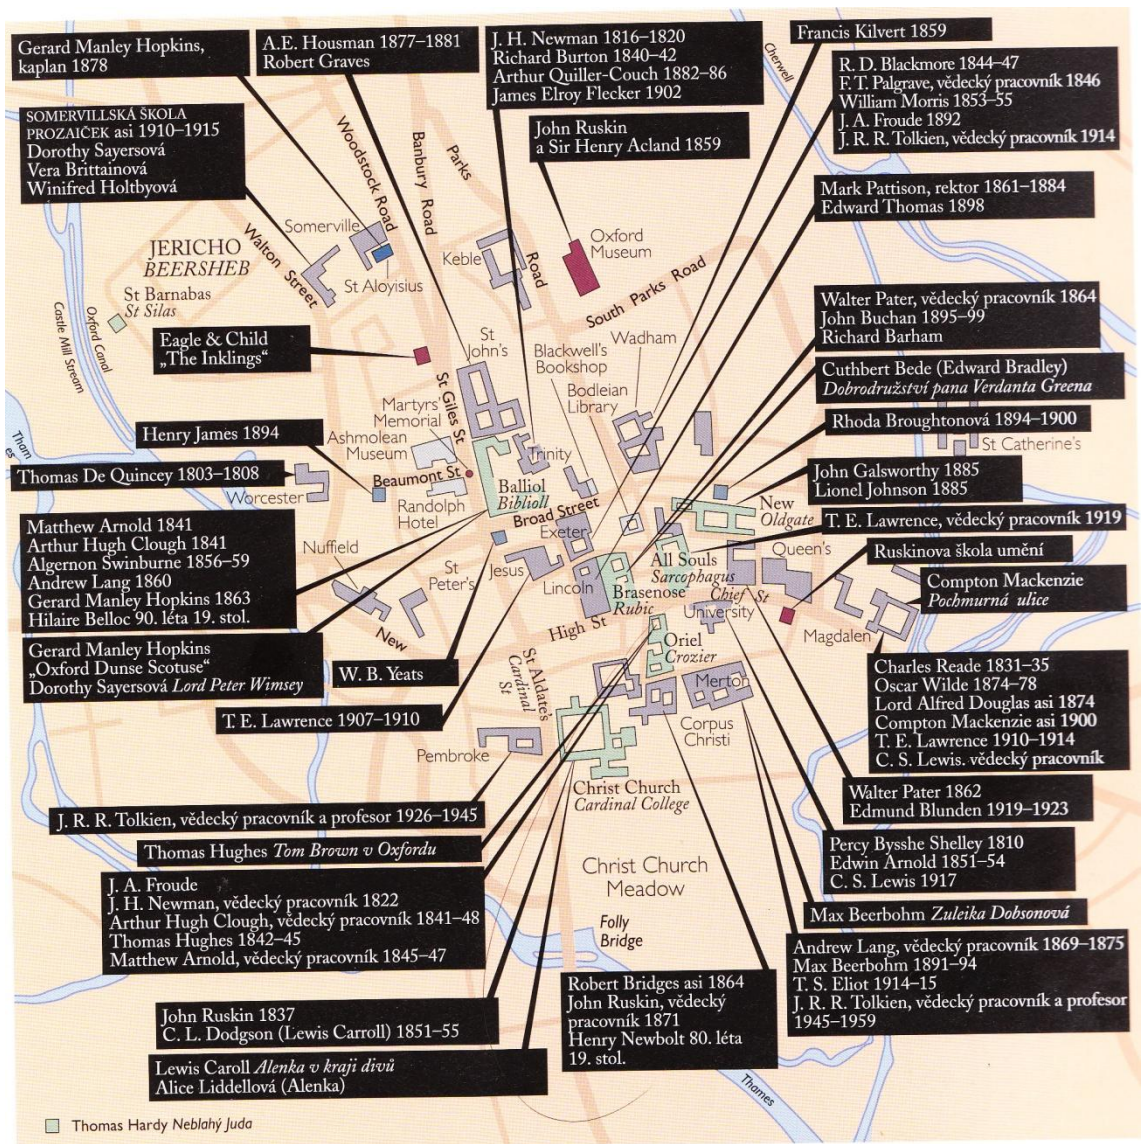 Gerard Manley Hopkins,
kaplan 1878
A.E. Housman 1877–1881
Robert Graves
J. H. Newman 1816–1820
Richard Burton 1840–42
Arthur Quiller-Couch 1882–86
James Elroy Flecker 1902
Francis Kilvert 1859
R. D. Blackmore 1844–47
F. T. Palgrave, vědecký pracovník 1846
William Morris 1853–55
J. A. Froude 1892
J. R. R. Tolkien, vědecký pracovník 1914
SOMERVILLSKÁ ŠKOLA
PROZAIČEK asi 1910–1915
Dorothy Sayersová
Vera Brittainová
Winifred Holtbyová
John Ruskin
a Sir Henry Acland 1859
Mark Pattison, rektor 1861–1884
Edward Thomas 1898
Cherwell
Woodstock Road
Banbury Road
Parks
Road
Somerville
St Aloyisius
Walton Street
JERICHO
BEERSHEB
St Barnabas
St Silas
Castle Mill Stream
Oxford Canal
Keble
Oxford
Museum
South Parks Road
Walter Pater, vědecký pracovník 1864
John Buchan 1895–99
Richard Barham
Eagle & Child
„The Inklings“
St
John's
Blackwell's
Bookshop
Wadham
Bodleian
Library
Cuthbert Bede (Edward Bradley)
Dobrodružství pana Verdanta Greena
St Giles St
Martyrs'
Memorial
Ashmolean
Museum
Henry James 1894
Rhoda Broughtonová 1894–1900
St Catherine's
Tham
es
Thomas De Quincey 1803–1808
Worcester
Beaumont St
Randolph
Hotel
Trinity
Balliol
Biblioll
Broad Street
John Galsworthy 1885
Lionel Johnson 1885
New
Oldgate
Matthew Arnold 1841
Arthur Hugh Clough 1841
Algernon Swinburne 1856–59
Andrew Lang 1860
Gerard Manley Hopkins 1863
Hilaire Belloc 90. léta 19. stol.
Nuffield
St
Peter's
Jesus
Exeter
Lincoln
All Souls
Sarcophagus
Brasenose
Rubic
Chief St
Queen's
University
T. E. Lawrence, vědecký pracovník 1919
Ruskinova škola umění
Compton Mackenzie
Pochmurná ulice
Magdalen
New
High St
Gerard Manley Hopkins
„Oxford Dunse Scotuse“
Dorothy Sayersová Lord Peter Wimsey
W. B. Yeats
Oriel
Crozier
St Aldate's
Cardinal
St
Merton
Corpus
Christi
T. E. Lawrence 1907–1910
Pembroke
Charles Reade 1831–35
Oscar Wilde 1874–78
Lord Alfred Douglas asi 1874
Compton Mackenzie asi 1900
T. E. Lawrence 1910–1914
C. S. Lewis. vědecký pracovník
Christ Church
Cardinal College
Walter Pater 1862
Edmund Blunden 1919–1923
J. R. R. Tolkien, vědecký pracovník a profesor 1926–1945
Thomas Hughes Tom Brown v Oxfordu
Percy Bysshe Shelley 1810
Edwin Arnold 1851–54
C. S. Lewis 1917
Christ Church
Meadow
J. A. Froude
J. H. Newman, vědecký pracovník 1822
Arthur Hugh Clough, vědecký pracovník 1841–48
Thomas Hughes 1842–45
Matthew Arnold, vědecký pracovník 1845–47
Folly
Bridge
Max Beerbohm Zuleika Dobsonová
Andrew Lang, vědecký pracovník 1869–1875
Max Beerbohm 1891–94
T. S. Eliot 1914–15
J. R. R. Tolkien, vědecký pracovník a profesor
1945–1959
Robert Bridges asi 1864
John Ruskin, vědecký
pracovník 1871
Henry Newbolt 80. léta
19. stol.
John Ruskin 1837
C. L. Dodgson (Lewis Carroll) 1851–55
Lewis Caroll Alenka v kraji divů
Alice Liddellová (Alenka)
Thames
Thomas Hardy Neblahý Juda